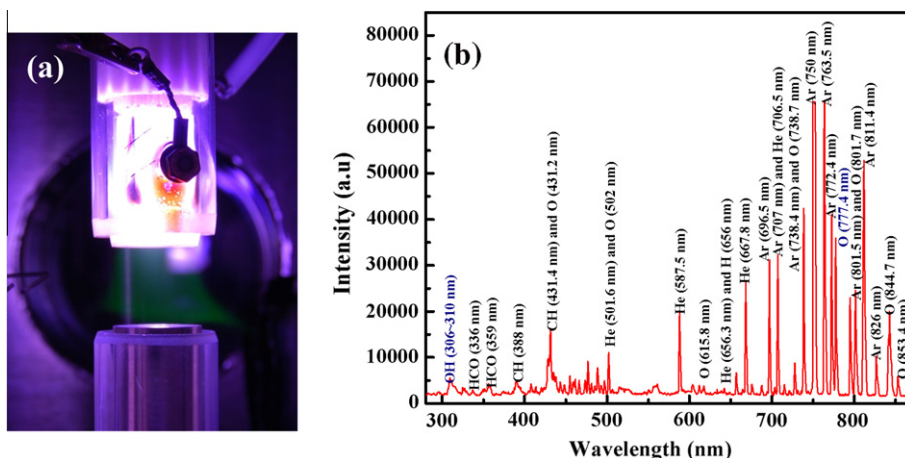 (a)
(b)
Intensity (a.u)
80000
70000
60000
50000
40000
30000
20000
10000
0
OH (306~310 nm)
HCO (336 nm)
HCO (359 nm)
CH (388 nm)
CH (431.4 nm) and O (431.2 nm)
He (501.6 nm) and O (502 nm)
He (587.5 nm)
O (615.8 nm)
He (656.3 nm) and H (656 nm)
He (667.8 nm)
Ar (696.5 nm)
Ar (707 nm) and He (706.5 nm)
Ar (738.4 nm) and O (738.7 nm)
Ar (750 nm)
Ar (763.5 nm)
Ar (772.4 nm)
O (777.4 nm)
Ar (801.5 nm) and O (801.7 nm)
Ar (811.4 nm)
Ar (826 nm)
O (844.7 nm)
O (853.4 nm)
300 400 500 600 700 800
Wavelength (nm)